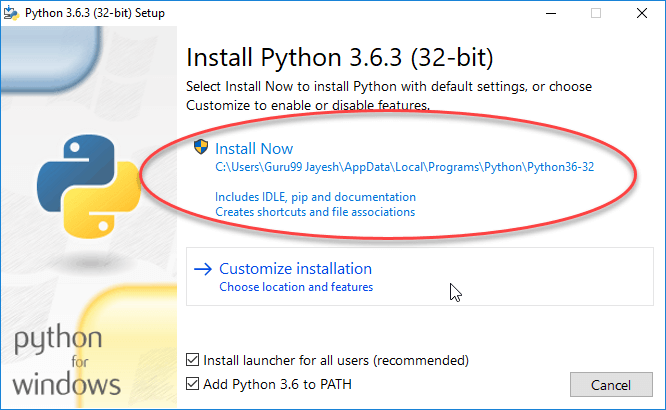 Python 3.6.3 (32-bit) Setup
Install Python 3.6.3 (32-bit)
Select Install Now to install Python with default settings, or choose
Customize to enable or disable features.
Install Now
C:\Users\Guru99 Jayesh\AppData\Local\Programs\Python\Python36-32
Includes IDLE, pip and documentation
Creates shortcuts and file associations
Customize installation
Choose location and features
python
for
windows
Install launcher for all users (recommended)
Add Python 3.6 to PATH
Cancel